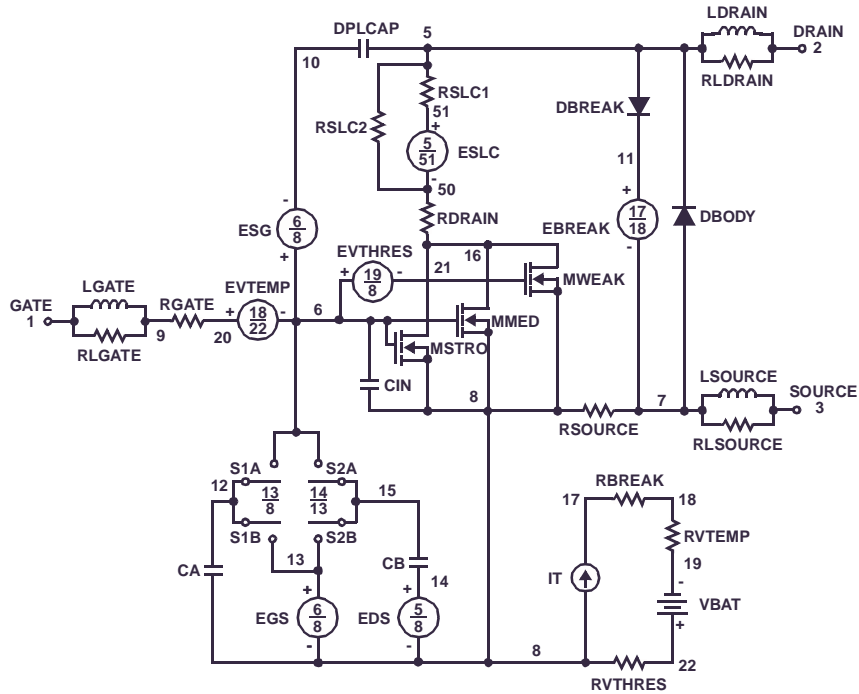 LDRAIN
DPLCAP 5 DRAIN
10 2
RLDRAIN
RSLC1
51
DBREAK
RSLC2
+
5
51
ESLC
-
50
11
-
6
8
ESG
+
RDRAIN
+
17
18
EBREAK
-
DBODY
EVTHRES
+ 19 - 21
8
16
MWEAK
LGATE
EVTEMP
GATE
1
RGATE
+ 18 - 6
22
MMED
9 20
RLGATE
MSTRO
CIN
LSOURCE
SOURCE
8 7 3
RSOURCE
RLSOURCE
S1A S2A
12 13 14 15
8 13
S1B S2B
RBREAK
17 18
RVTEMP
13
CA CB
19
14
IT
-
VBAT
+
+ +
EGS 6 EDS 5
8 8
- -
8 22
RVTHRES